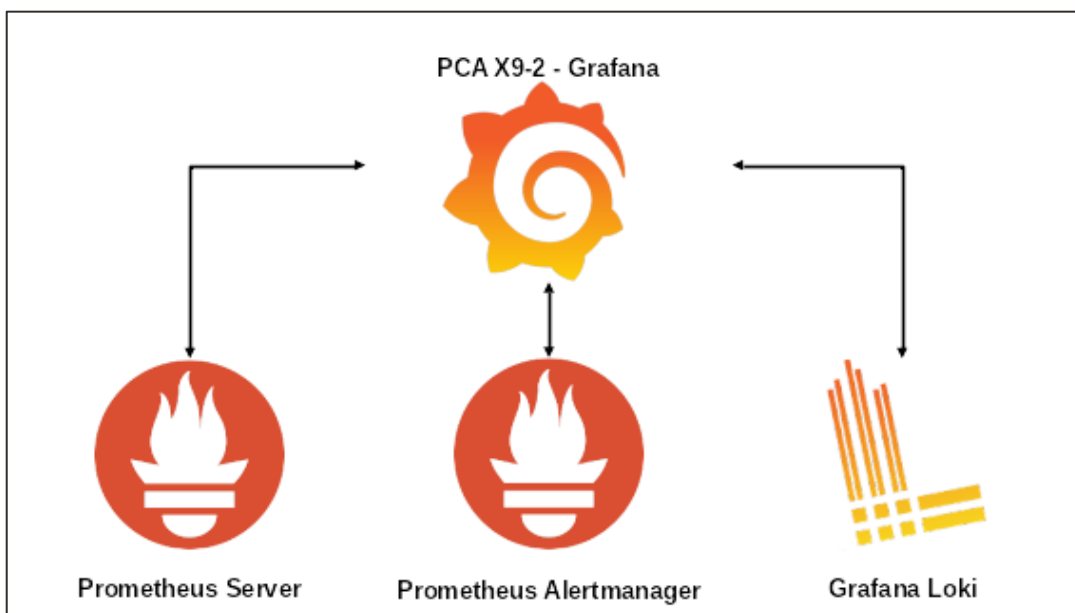 PCA X9-2 - Grafana
Prometheus Server
Prometheus Alertmanager
Grafana Loki